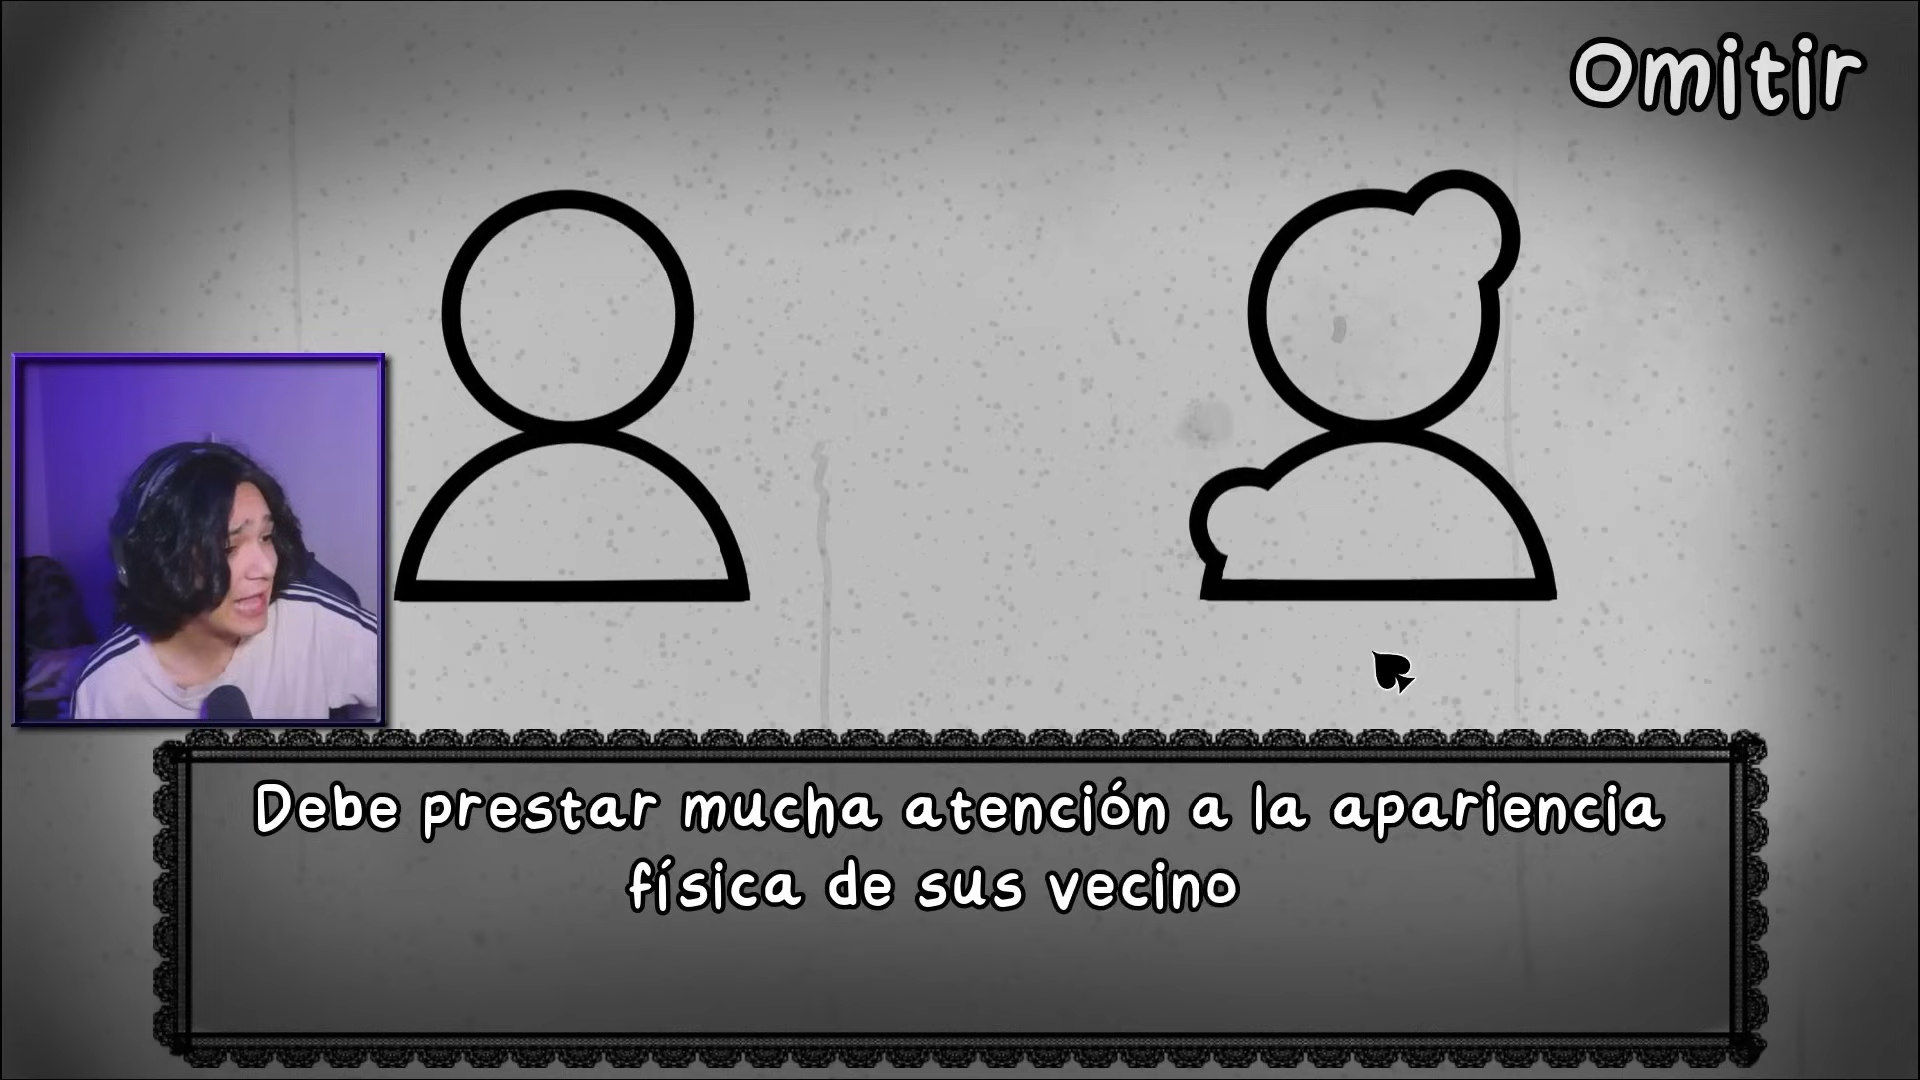 Omitir
Debe prestar mucha atención a la apariencia
física de sus vecino